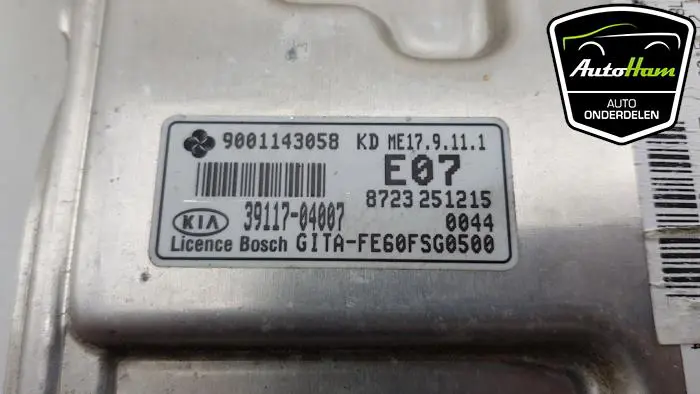 9001143058 KD ME17.9.11.1
E07
8723 251215
39117-04007
0044
KIA
Licence Bosch GITA-FE60FSG0500
AutoHam
AUTO
ONDERDELEN